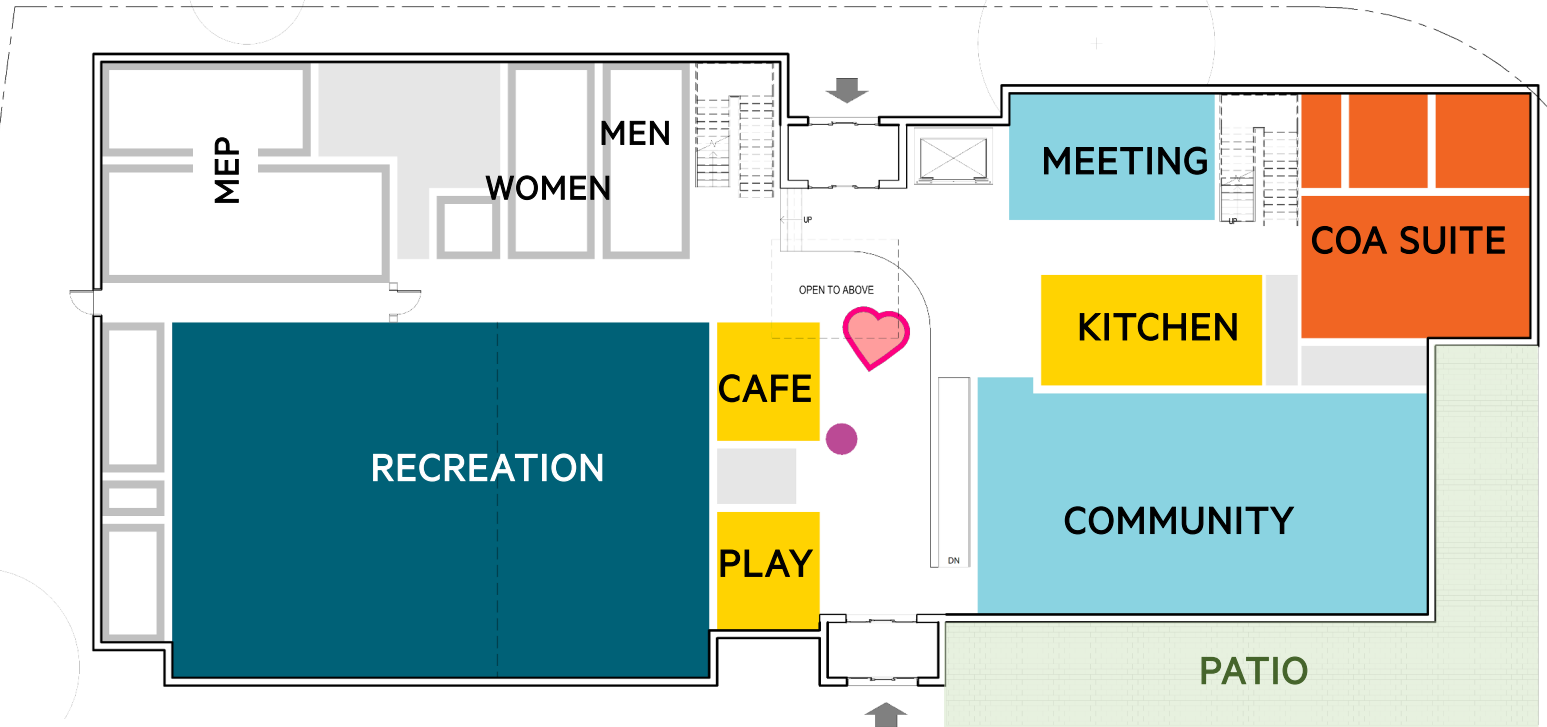 MEN
MEP
MEETING
WOMEN
UP
UP
COA SUITE
OPEN TO ABOVE
KITCHEN
CAFE
RECREATION
COMMUNITY
PLAY
DN
PATIO